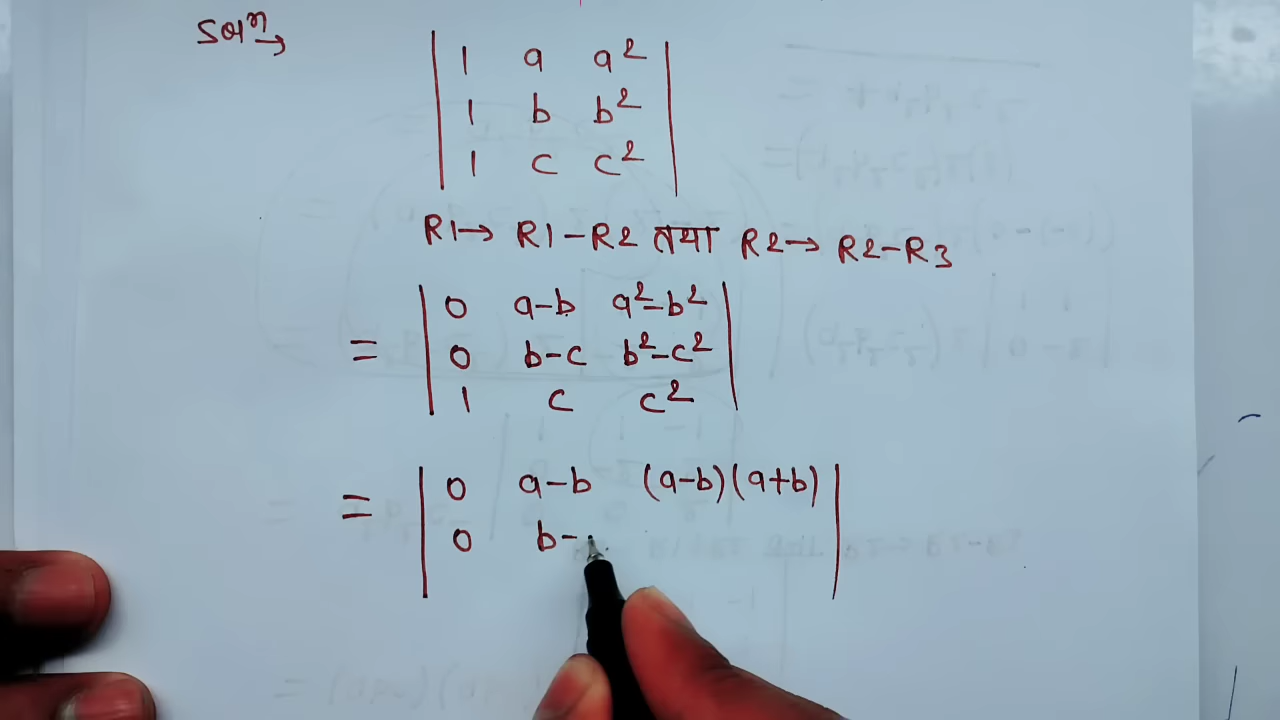 Solⁿ→
| 1 a a² |
| 1 b b² |
| 1 c c² |
R1→ R1-R2 तथा R2→ R2-R3
= | 0 a-b a²-b² |
| 0 b-c b²-c² |
| 1 c c² |
= | 0 a-b (a-b)(a+b) |
| 0 b- |